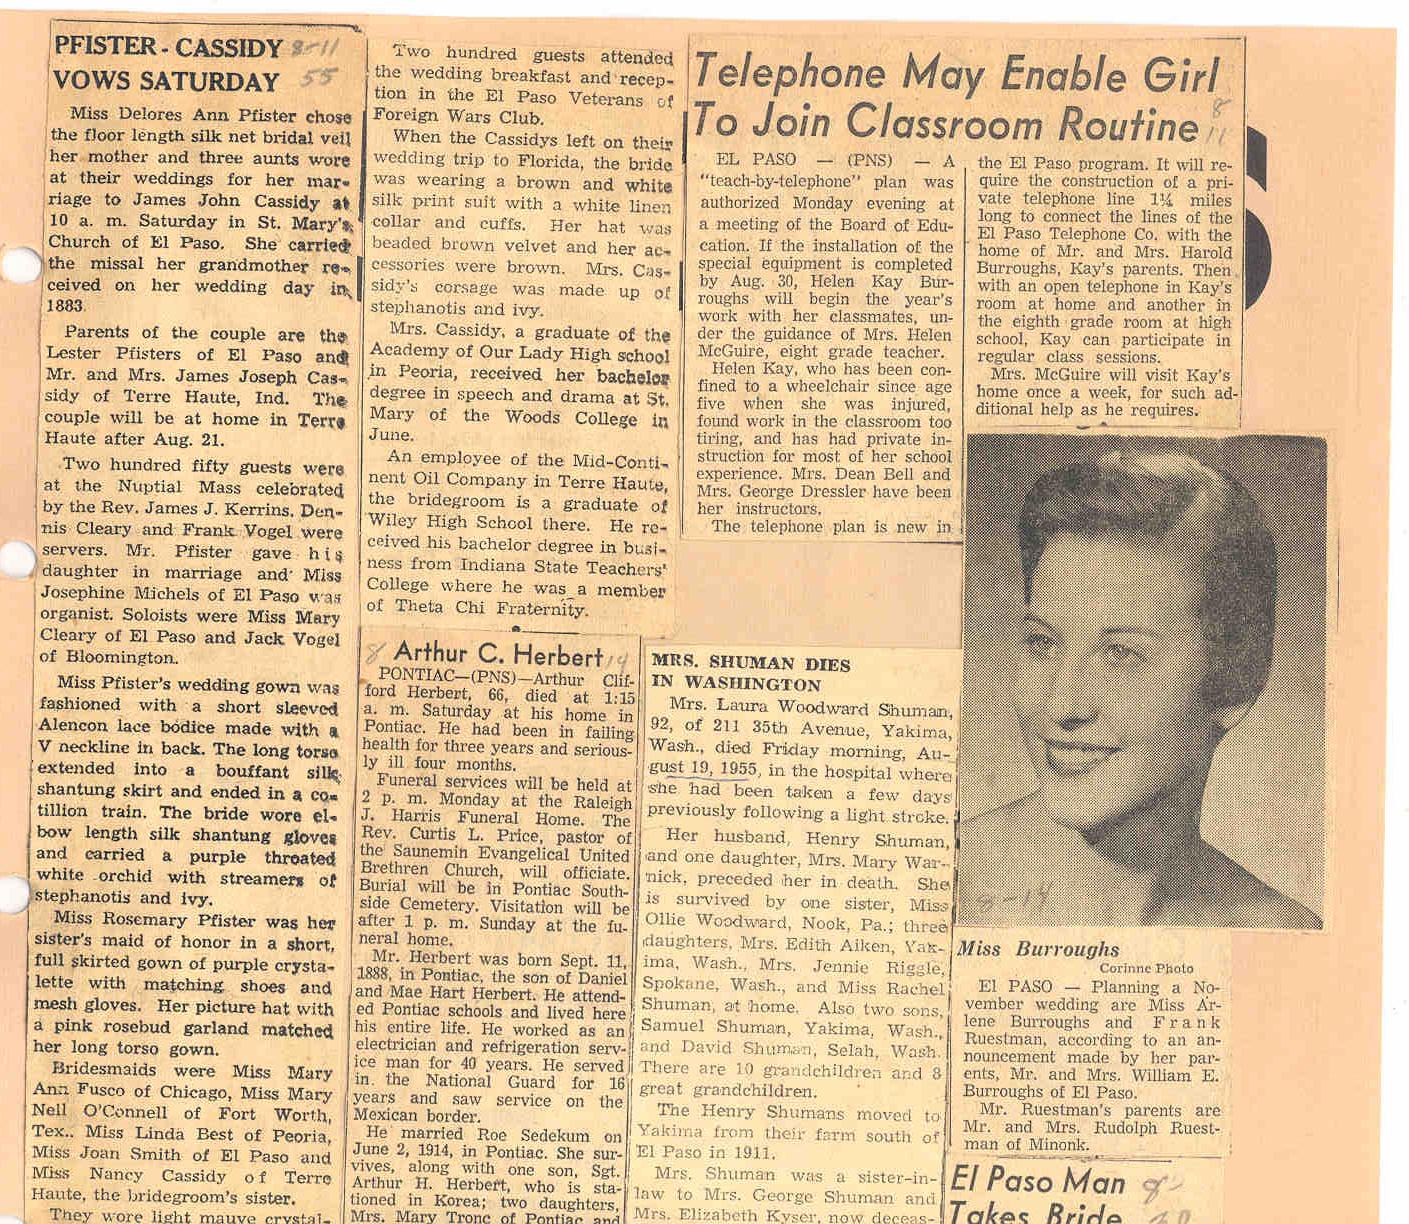 PFISTER - CASSIDY 8-11
VOWS SATURDAY 55
Miss Delores Ann Pfister chose
the floor length silk net bridal veil
her mother and three aunts wore
at their weddings for her mar-
riage to James John Cassidy at
10 a. m. Saturday in St. Mary's
Church of El Paso. She carried
the missal her grandmother re-
ceived on her wedding day in
1883.
Parents of the couple are the
Lester Pfisters of El Paso and
Mr. and Mrs. James Joseph Cas-
sidy of Terre Haute, Ind. The
couple will be at home in Terre
Haute after Aug. 21.
Two hundred fifty guests were
at the Nuptial Mass celebrated
by the Rev. James J. Kerrins. Den-
nis Cleary and Frank Vogel were
servers. Mr. Pfister gave his
daughter in marriage and Miss
Josephine Michels of El Paso was
organist. Soloists were Miss Mary
Cleary of El Paso and Jack Vogel
of Bloomington.
Miss Pfister's wedding gown was
fashioned with a short sleeved
Alencon lace bodice made with a
V neckline in back. The long torso
extended into a bouffant silk
shantung skirt and ended in a co-
tillion train. The bride wore el-
bow length silk shantung gloves
and carried a purple throated
white orchid with streamers of
stephanotis and ivy.
Miss Rosemary Pfister was her
sister's maid of honor in a short,
full skirted gown of purple crysta-
lette with matching shoes and
mesh gloves. Her picture hat with
a pink rosebud garland matched
her long torso gown.
Bridesmaids were Miss Mary
Ann Fusco of Chicago, Miss Mary
Nell O'Connell of Fort Worth,
Tex., Miss Linda Best of Peoria,
Miss Joan Smith of El Paso and
Miss Nancy Cassidy of Terre
Haute, the bridegroom's sister.
They wore light mauve crystal-
Two hundred guests attended
the wedding breakfast and recep-
tion in the El Paso Veterans of
Foreign Wars Club.
When the Cassidys left on their
wedding trip to Florida, the bride
was wearing a brown and white
silk print suit with a white linen
collar and cuffs. Her hat was
beaded brown velvet and her ac-
cessories were brown. Mrs. Cas-
sidy's corsage was made up of
stephanotis and ivy.
Mrs. Cassidy, a graduate of the
Academy of Our Lady High school
in Peoria, received her bachelor
degree in speech and drama at St.
Mary of the Woods College in
June.
An employee of the Mid-Conti-
nent Oil Company in Terre Haute,
the bridegroom is a graduate of
Wiley High School there. He re-
ceived his bachelor degree in busi-
ness from Indiana State Teachers'
College where he was a member
of Theta Chi Fraternity.
8 Arthur C. Herbert 14
PONTIAC—(PNS)—Arthur Clif-
ford Herbert, 66, died at 1:15
a. m. Saturday at his home in
Pontiac. He had been in failing
health for three years and serious-
ly ill four months.
Funeral services will be held at
2 p. m. Monday at the Raleigh
J. Harris Funeral Home. The
Rev. Curtis L. Price, pastor of
the Saunemin Evangelical United
Brethren Church, will officiate.
Burial will be in Pontiac South-
side Cemetery. Visitation will be
after 1 p. m. Sunday at the fu-
neral home.
Mr. Herbert was born Sept. 11,
1888, in Pontiac, the son of Daniel
and Mae Hart Herbert. He attend-
ed Pontiac schools and lived here
his entire life. He worked as an
electrician and refrigeration serv-
ice man for 40 years. He served
in the National Guard for 16
years and saw service on the
Mexican border.
He married Roe Sedekum on
June 2, 1914, in Pontiac. She sur-
vives, along with one son, Sgt.
Arthur H. Herbert, who is sta-
tioned in Korea; two daughters,
Mrs. Mary Tronc of Pontiac and
Telephone May Enable Girl
To Join Classroom Routine 8 11
EL PASO — (PNS) — A
"teach-by-telephone" plan was
authorized Monday evening at
a meeting of the Board of Edu-
cation. If the installation of the
special equipment is completed
by Aug. 30, Helen Kay Bur-
roughs will begin the year's
work with her classmates, un-
der the guidance of Mrs. Helen
McGuire, eight grade teacher.
Helen Kay, who has been con-
fined to a wheelchair since age
five when she was injured,
found work in the classroom too
tiring, and has had private in-
struction for most of her school
experience. Mrs. Dean Bell and
Mrs. George Dressler have been
her instructors.
The telephone plan is new in
the El Paso program. It will re-
quire the construction of a pri-
vate telephone line 1¼ miles
long to connect the lines of the
El Paso Telephone Co. with the
home of Mr. and Mrs. Harold
Burroughs, Kay's parents. Then
with an open telephone in Kay's
room at home and another in
the eighth grade room at high
school, Kay can participate in
regular class sessions.
Mrs. McGuire will visit Kay's
home once a week, for such ad-
ditional help as he requires.
MRS. SHUMAN DIES
IN WASHINGTON
Mrs. Laura Woodward Shuman,
92, of 211 35th Avenue, Yakima,
Wash., died Friday morning, Au-
gust 19, 1955, in the hospital where
she had been taken a few days
previously following a light stroke.
Her husband, Henry Shuman,
and one daughter, Mrs. Mary War-
nick, preceded her in death. She
is survived by one sister, Miss
Ollie Woodward, Nook, Pa.; three
daughters, Mrs. Edith Aiken, Yak-
ima, Wash., Mrs. Jennie Riggle,
Spokane, Wash., and Miss Rachel
Shuman, at home. Also two sons,
Samuel Shuman, Yakima, Wash.,
and David Shuman, Selah, Wash.
There are 10 grandchildren and 8
great grandchildren.
The Henry Shumans moved to
Yakima from their farm south of
El Paso in 1911.
Mrs. Shuman was a sister-in-
law to Mrs. George Shuman and
Mrs. Elizabeth Kyser, now deceas-
8-14
Miss Burroughs
Corinne Photo
El PASO — Planning a No-
vember wedding are Miss Ar-
lene Burroughs and Frank
Ruestman, according to an an-
nouncement made by her par-
ents, Mr. and Mrs. William E.
Burroughs of El Paso.
Mr. Ruestman's parents are
Mr. and Mrs. Rudolph Ruest-
man of Minonk.
El Paso Man
Takes Bride